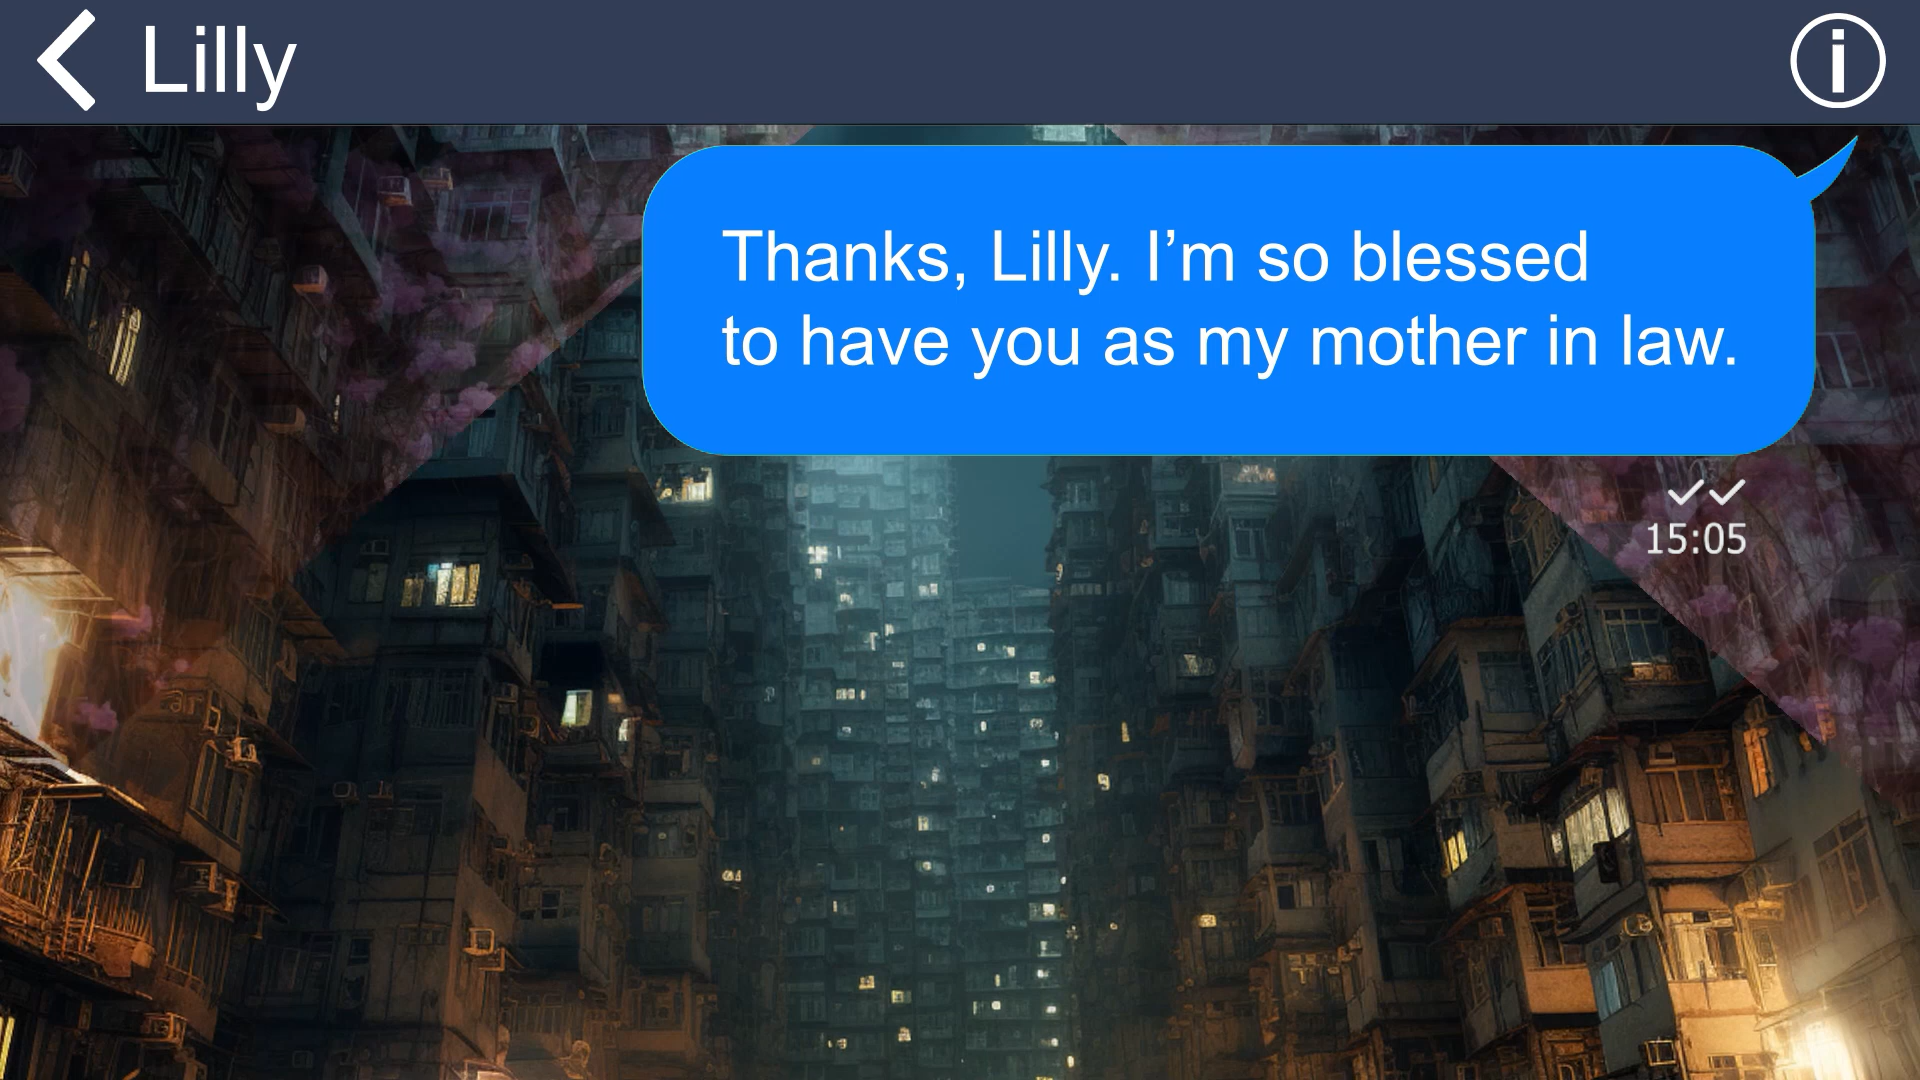 Lilly
Thanks, Lilly. I’m so blessed
to have you as my mother in law.
15:05